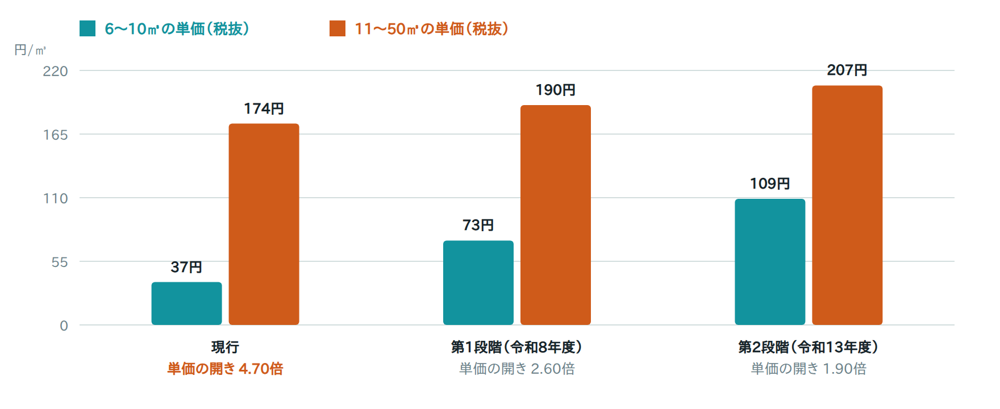 6〜10㎥の単価（税抜）
11〜50㎥の単価（税抜）
円/㎥
220
165
110
55
0
37円
174円
73円
190円
109円
207円
現行
単価の開き 4.70倍
第1段階（令和8年度）
単価の開き 2.60倍
第2段階（令和13年度）
単価の開き 1.90倍